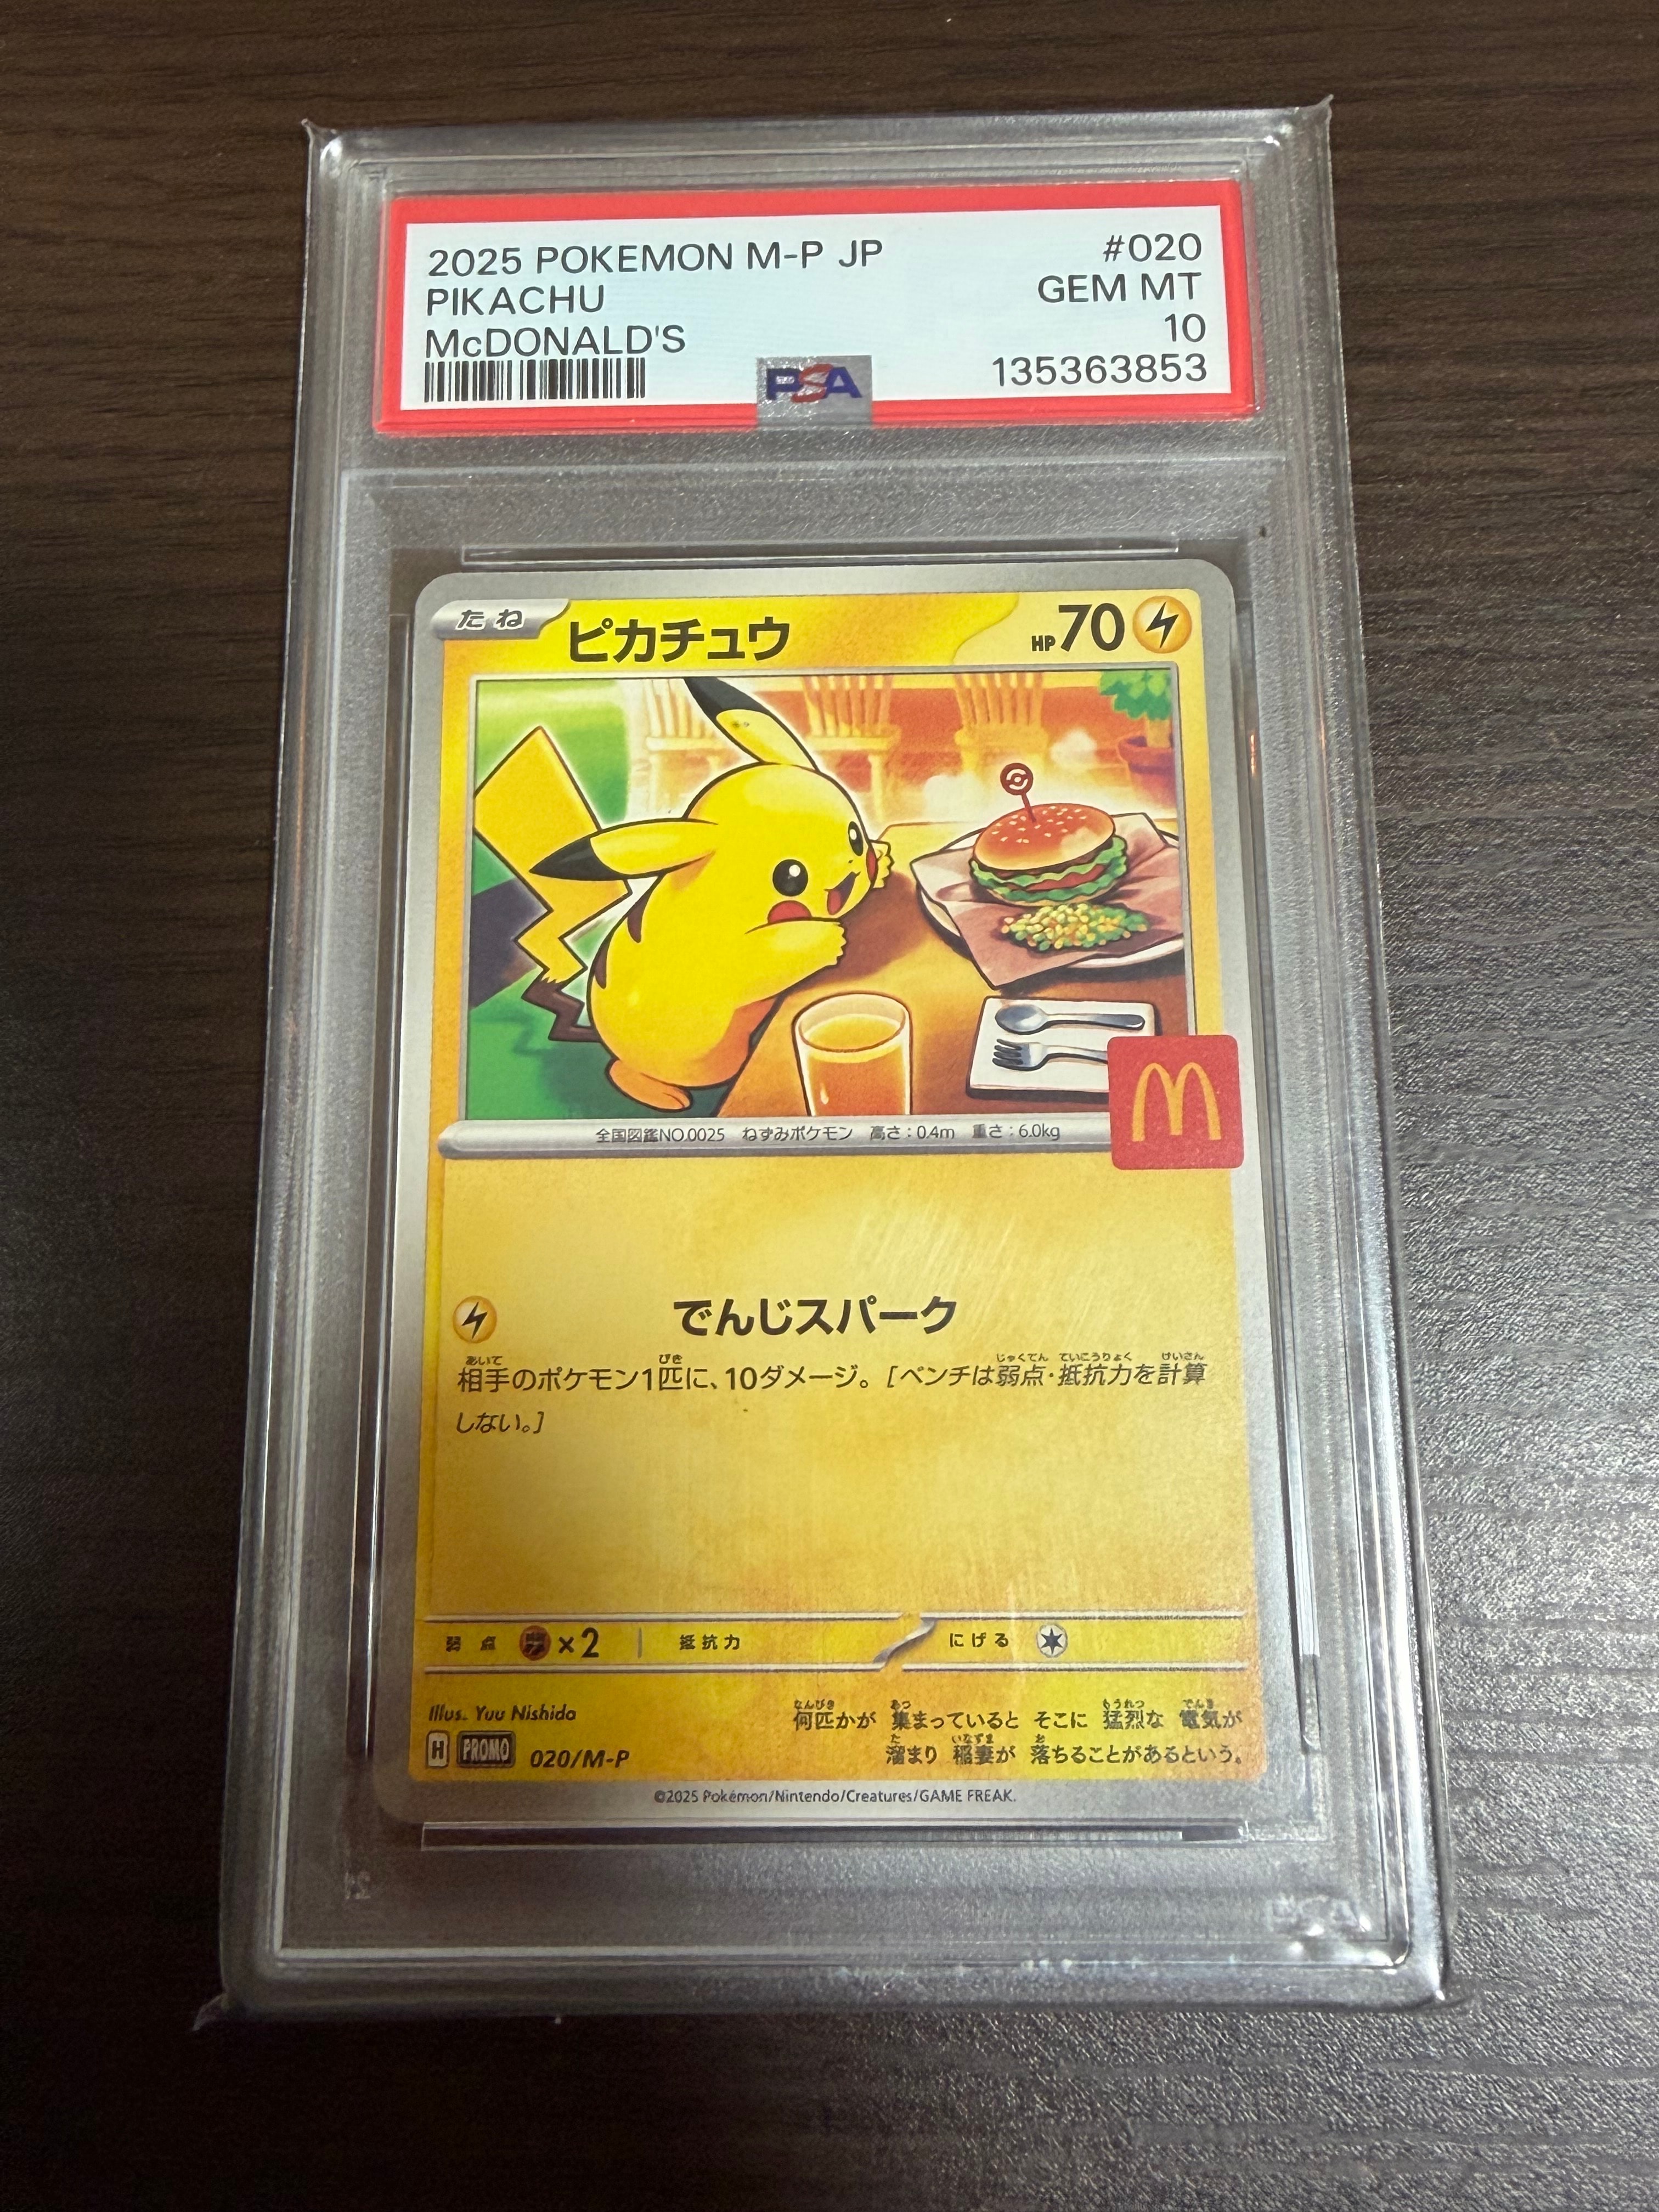 2025 POKEMON M-P JP #020
PIKACHU GEM MT
McDONALD'S 10
PSA 135363853
たね ピカチュウ HP70
全国図鑑NO.0025 ねずみポケモン 高さ:0.4m 重さ:6.0kg
でんじスパーク
相手のポケモン1匹に、10ダメージ。[ベンチは弱点・抵抗力を計算
しない。]
弱点 ×2 抵抗力 にげる
Illus. Yuu Nishida
何匹かが 集まっていると そこに 猛烈な 電気が
溜まり 稲妻が 落ちることがあるという。
H PROMO 020/M-P
©2025 Pokémon/Nintendo/Creatures/GAME FREAK.